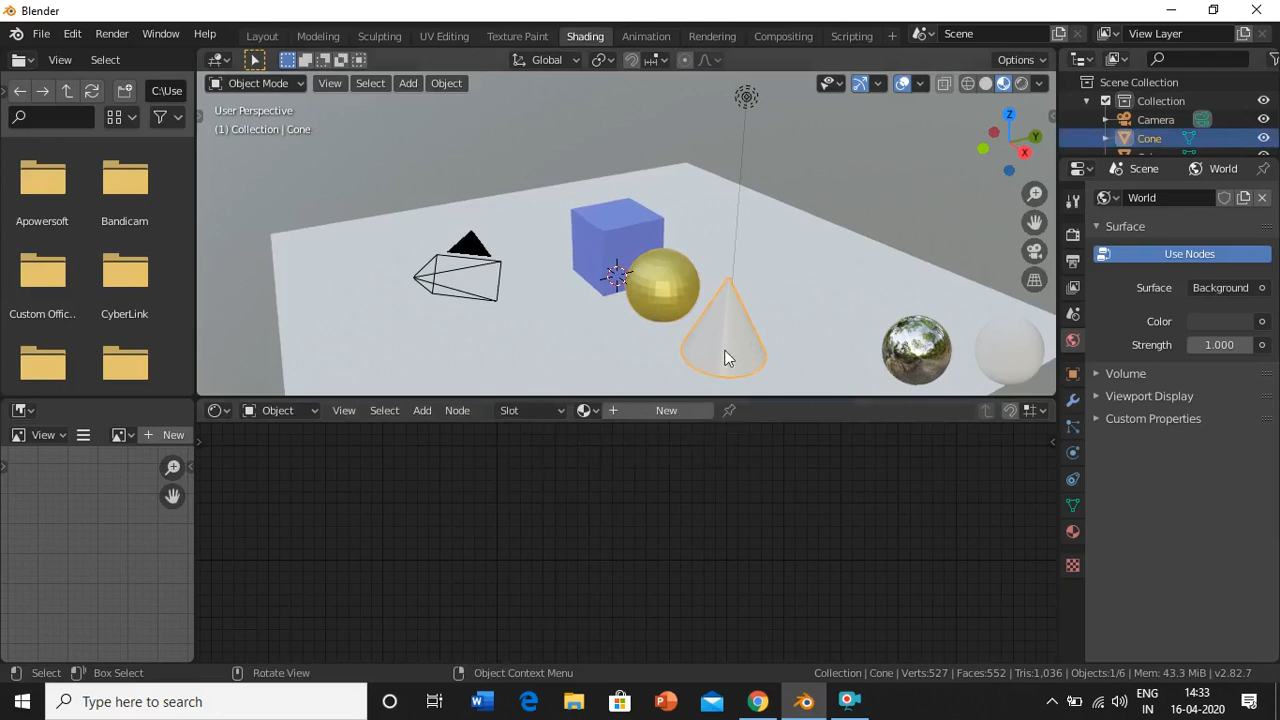 Blender
File Edit Render Window Help Layout Modeling Sculpting UV Editing Texture Paint Shading Animation Rendering Compositing Scripting Scene View Layer
View Select Global Options
C:\Use Object Mode View Select Add Object Scene Collection
User Perspective Collection
(1) Collection | Cone Camera
Cone
Z Y X
Scene World
World
Apowersoft Bandicam
Surface
Use Nodes
Surface Background
Custom Offic... CyberLink
Color
Strength 1.000
Volume
Viewport Display
Custom Properties
Object View Select Add Node Slot New
View New
Select Box Select Rotate View Object Context Menu Collection | Cone | Verts:527 | Faces:552 | Tris:1,036 | Objects:1/6 | Mem: 43.3 MiB | v2.82.7
Type here to search
ENG
IN
14:33
16-04-2020